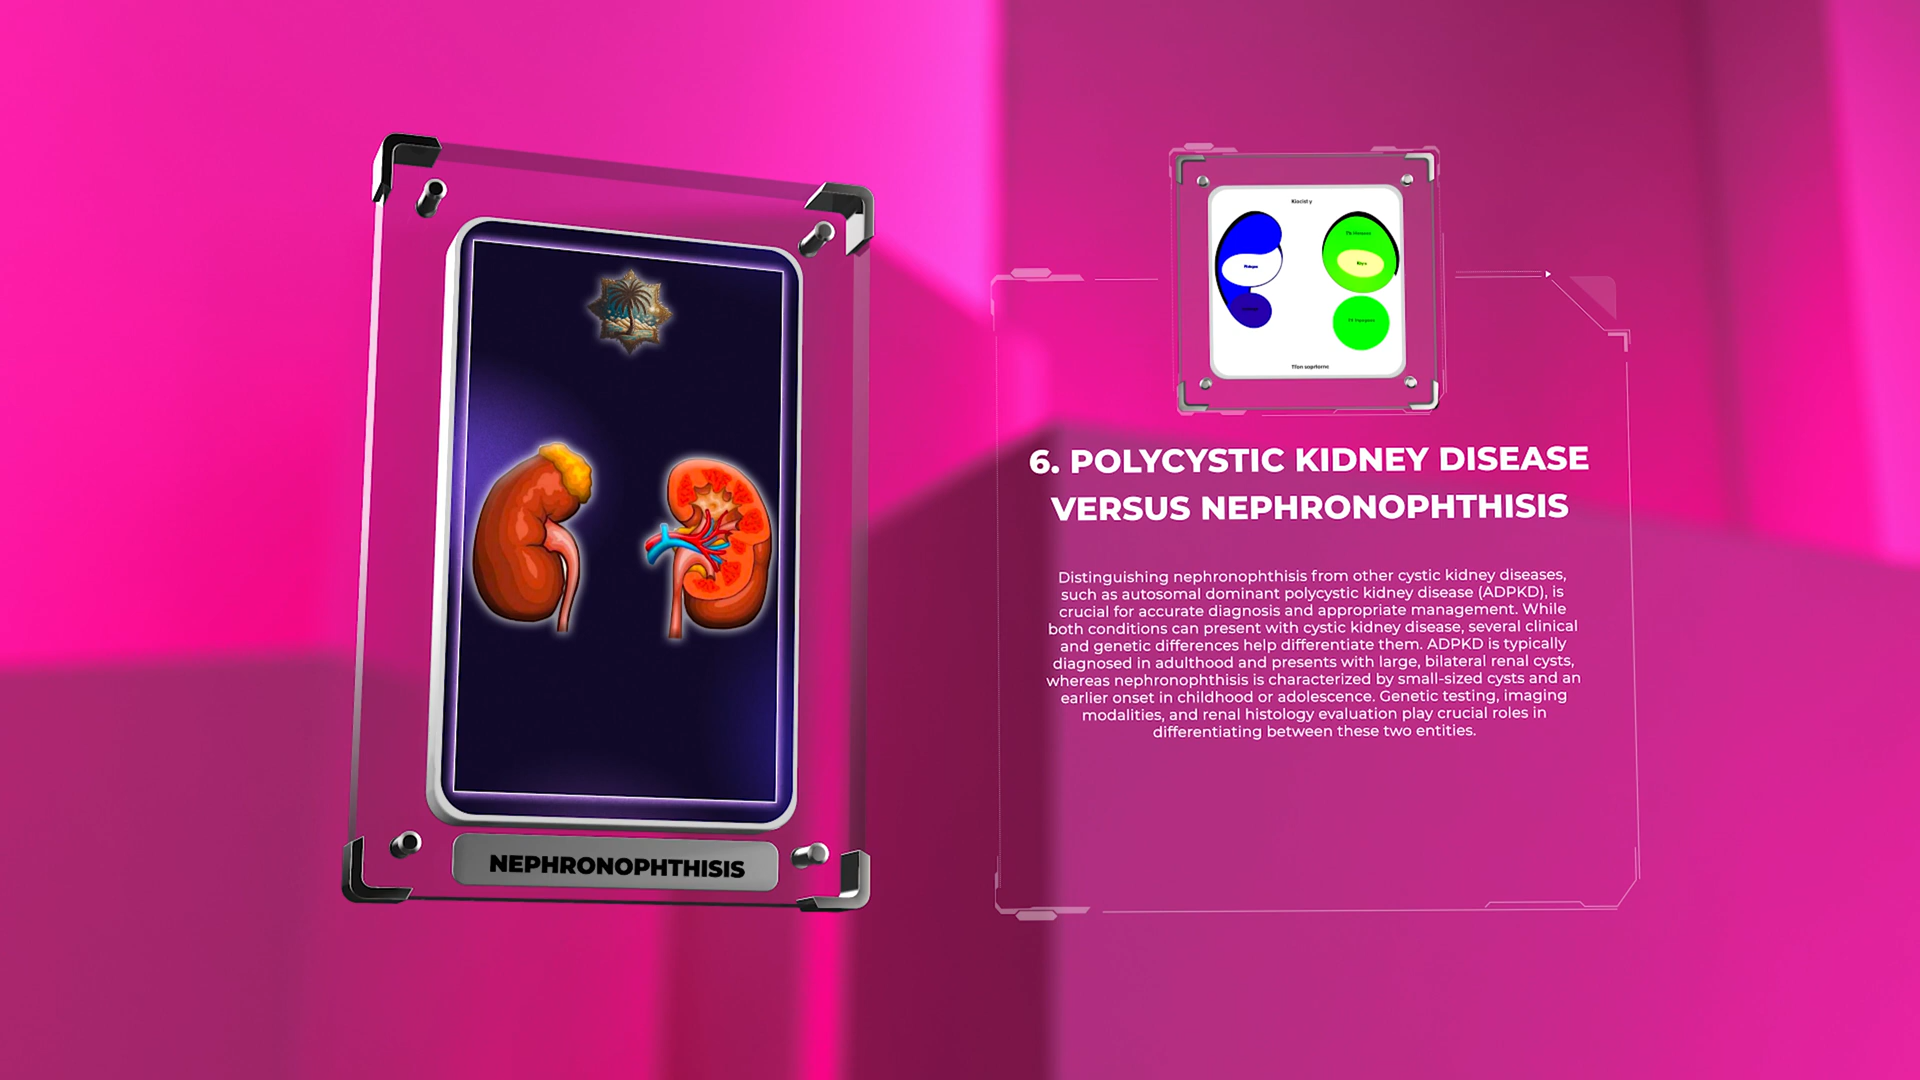 NEPHRONOPHTHISIS
Kiocist y
Tilon soprtorne
6. POLYCYSTIC KIDNEY DISEASE
VERSUS NEPHRONOPHTHISIS
Distinguishing nephronophthisis from other cystic kidney diseases,
such as autosomal dominant polycystic kidney disease (ADPKD), is
crucial for accurate diagnosis and appropriate management. While
both conditions can present with cystic kidney disease, several clinical
and genetic differences help differentiate them. ADPKD is typically
diagnosed in adulthood and presents with large, bilateral renal cysts,
whereas nephronophthisis is characterized by small-sized cysts and an
earlier onset in childhood or adolescence. Genetic testing, imaging
modalities, and renal histology evaluation play crucial roles in
differentiating between these two entities.